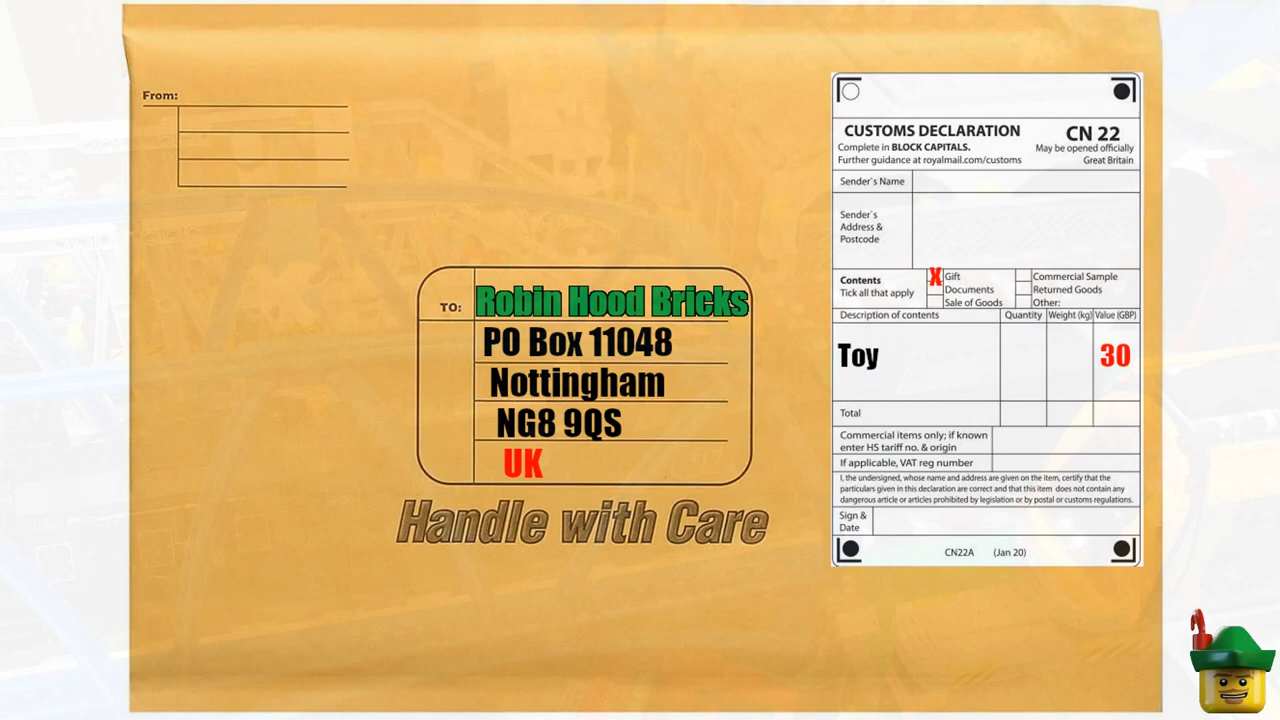 From:
TO: Robin Hood Bricks
PO Box 11048
Nottingham
NG8 9QS
UK
Handle with Care
CUSTOMS DECLARATION CN 22
Complete in BLOCK CAPITALS. May be opened officially
Further guidance at royalmail.com/customs Great Britain
Sender`s Name
Sender`s
Address &
Postcode
Contents X Gift Commercial Sample
Tick all that apply Documents Returned Goods
Sale of Goods Other:
Description of contents Quantity Weight (kg) Value (GBP)
Toy 30
Total
Commercial items only; if known
enter HS tariff no. & origin
If applicable, VAT reg number
I, the undersigned, whose name and address are given on the item, certify that the
particulars given in this declaration are correct and that this item does not contain any
dangerous article or articles prohibited by legislation or by postal or customs regulations.
Sign &
Date
CN22A (Jan 20)